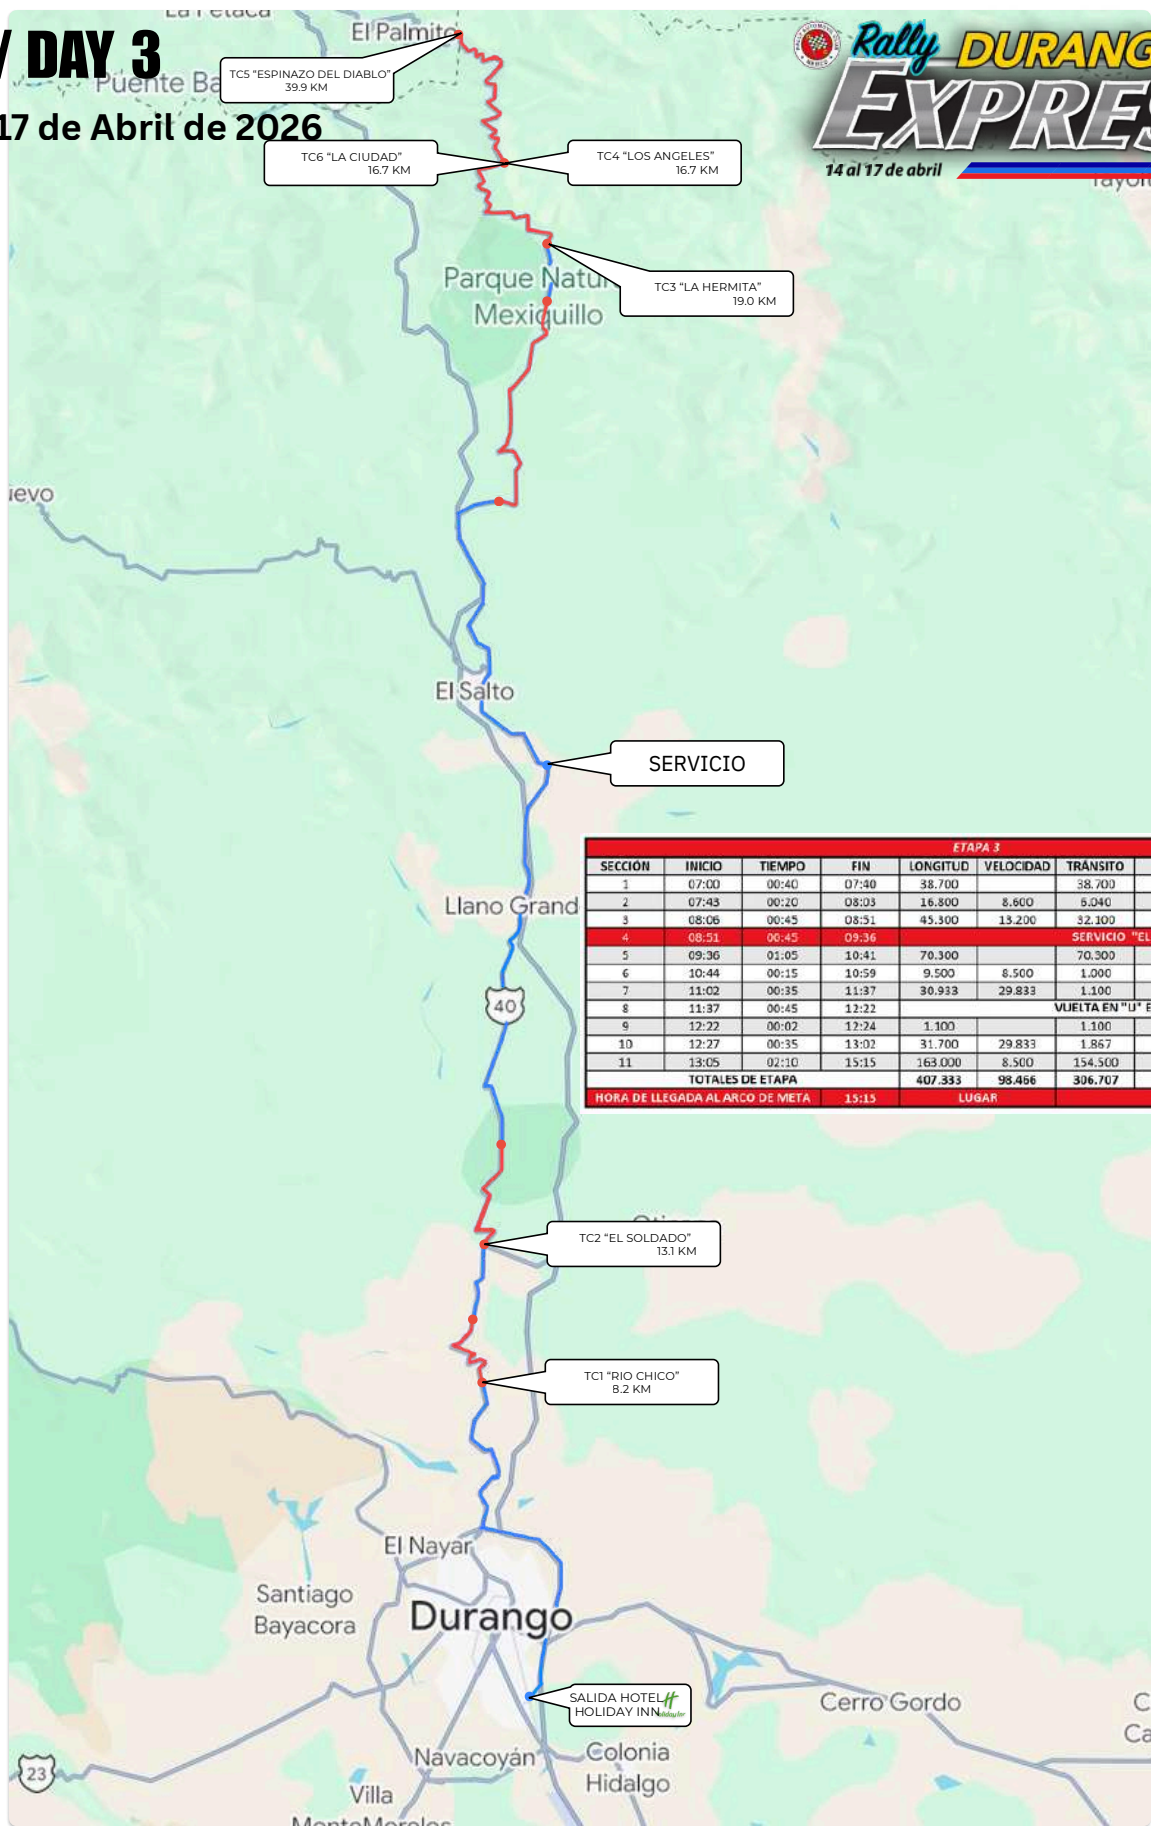 La Petaca
/ DAY 3
El Palmito
Rally DURANG
EXPRES
14 al 17 de abril
TC5 “ESPINAZO DEL DIABLO”
39.9 KM
Puente Ba
17 de Abril de 2026
TC6 “LA CIUDAD”
16.7 KM
TC4 “LOS ANGELES”
16.7 KM
Parque Natu
Mexiquillo
TC3 “LA HERMITA”
19.0 KM
uevo
El Salto
SERVICIO
ETAPA 3
SECCIÓN INICIO TIEMPO FIN LONGITUD VELOCIDAD TRÁNSITO
1 07:00 00:40 07:40 38.700 38.700
2 07:43 00:20 08:03 16.800 8.600 6.040
3 08:06 00:45 08:51 45.300 13.200 32.100
4 08:51 00:45 09:36 SERVICIO "EL
5 09:36 01:05 10:41 70.300 70.300
6 10:44 00:15 10:59 9.500 8.500 1.000
7 11:02 00:35 11:37 30.933 29.833 1.100
8 11:37 00:45 12:22 VUELTA EN "U" E
9 12:22 00:02 12:24 1.100 1.100
10 12:27 00:35 13:02 31.700 29.833 1.867
11 13:05 02:10 15:15 163.000 8.500 154.500
TOTALES DE ETAPA 407.333 98.466 306.707
HORA DE LLEGADA AL ARCO DE META 15:15 LUGAR
Llano Grand
40
TC2 “EL SOLDADO”
13.1 KM
TC1 “RIO CHICO”
8.2 KM
El Nayar
Santiago
Bayacora
Durango
SALIDA HOTEL
HOLIDAY INN
Holiday Inn
Cerro Gordo
C
Ca
Navacoyán
Colonia
Hidalgo
23
Villa
MonteMorelos